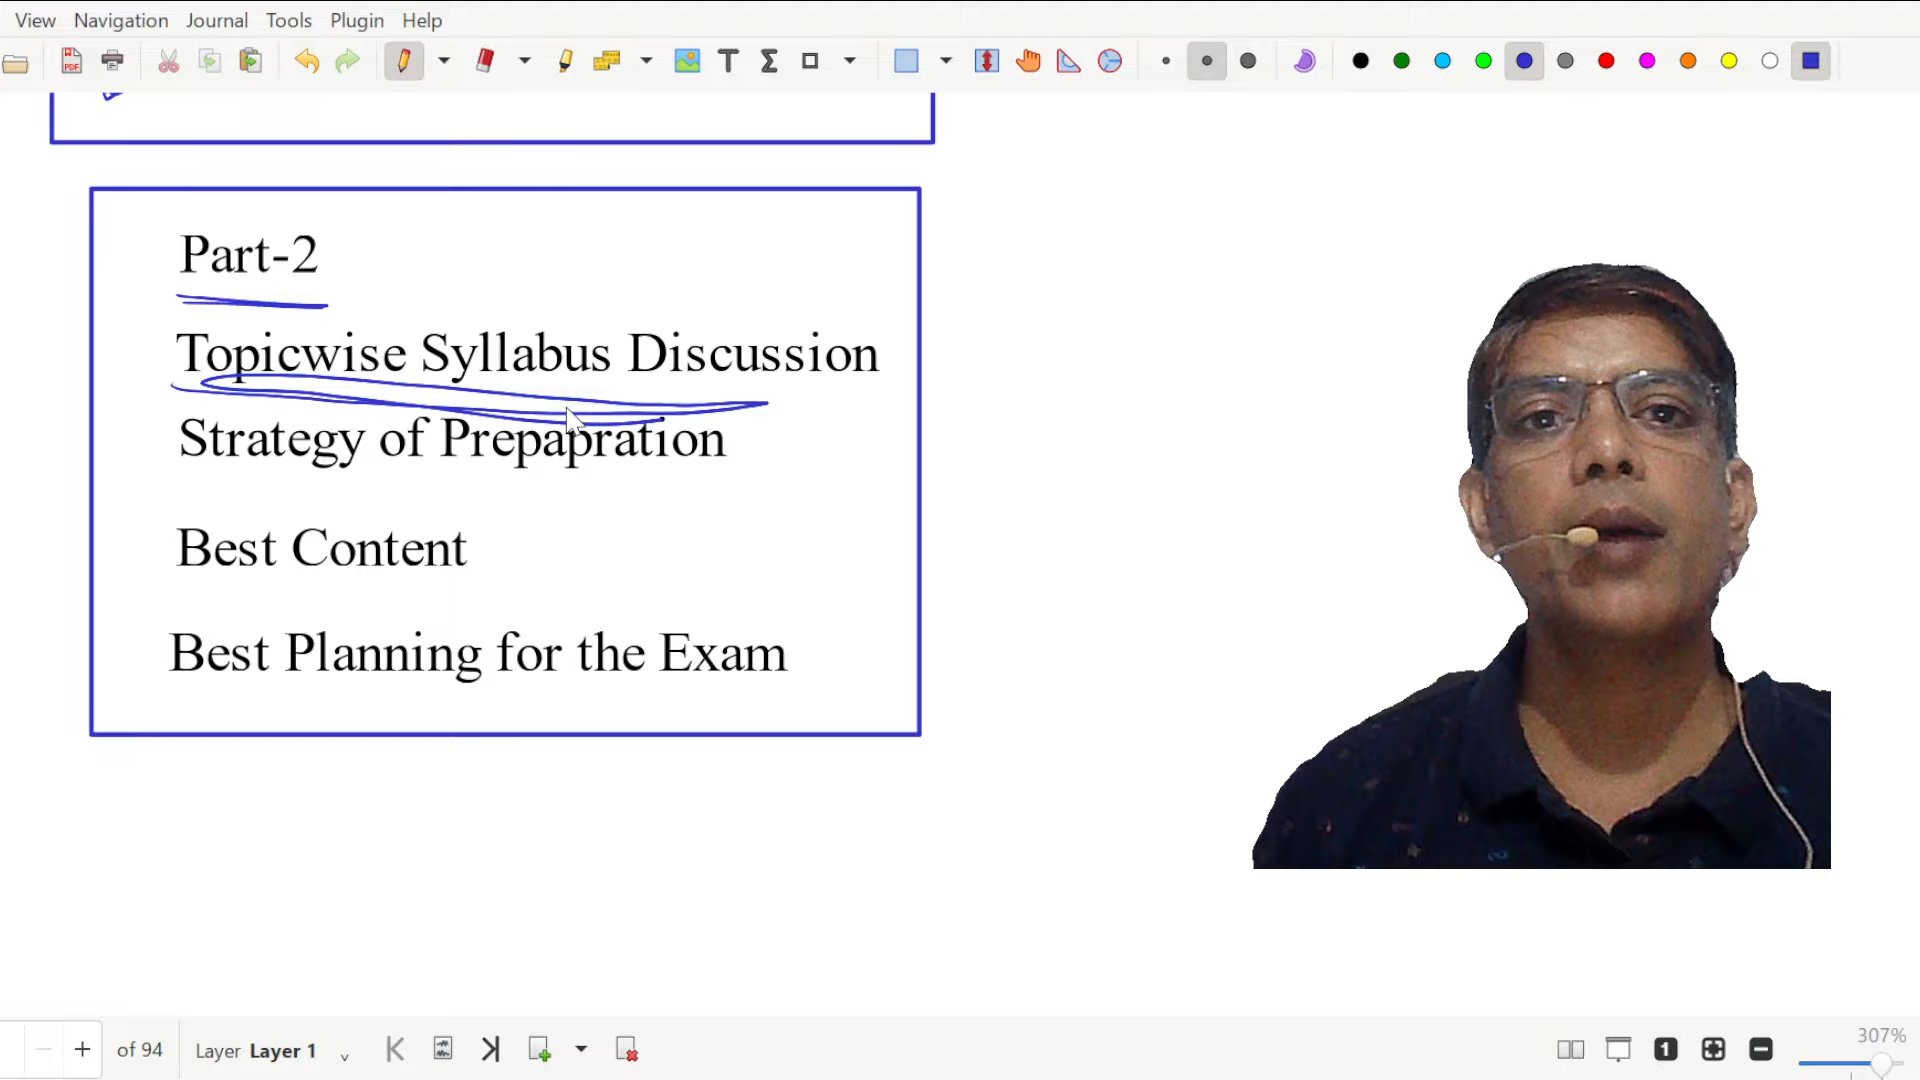 View Navigation Journal Tools Plugin Help
Part-2
Topicwise Syllabus Discussion
Strategy of Prepapration
Best Content
Best Planning for the Exam
of 94 Layer Layer 1
307%